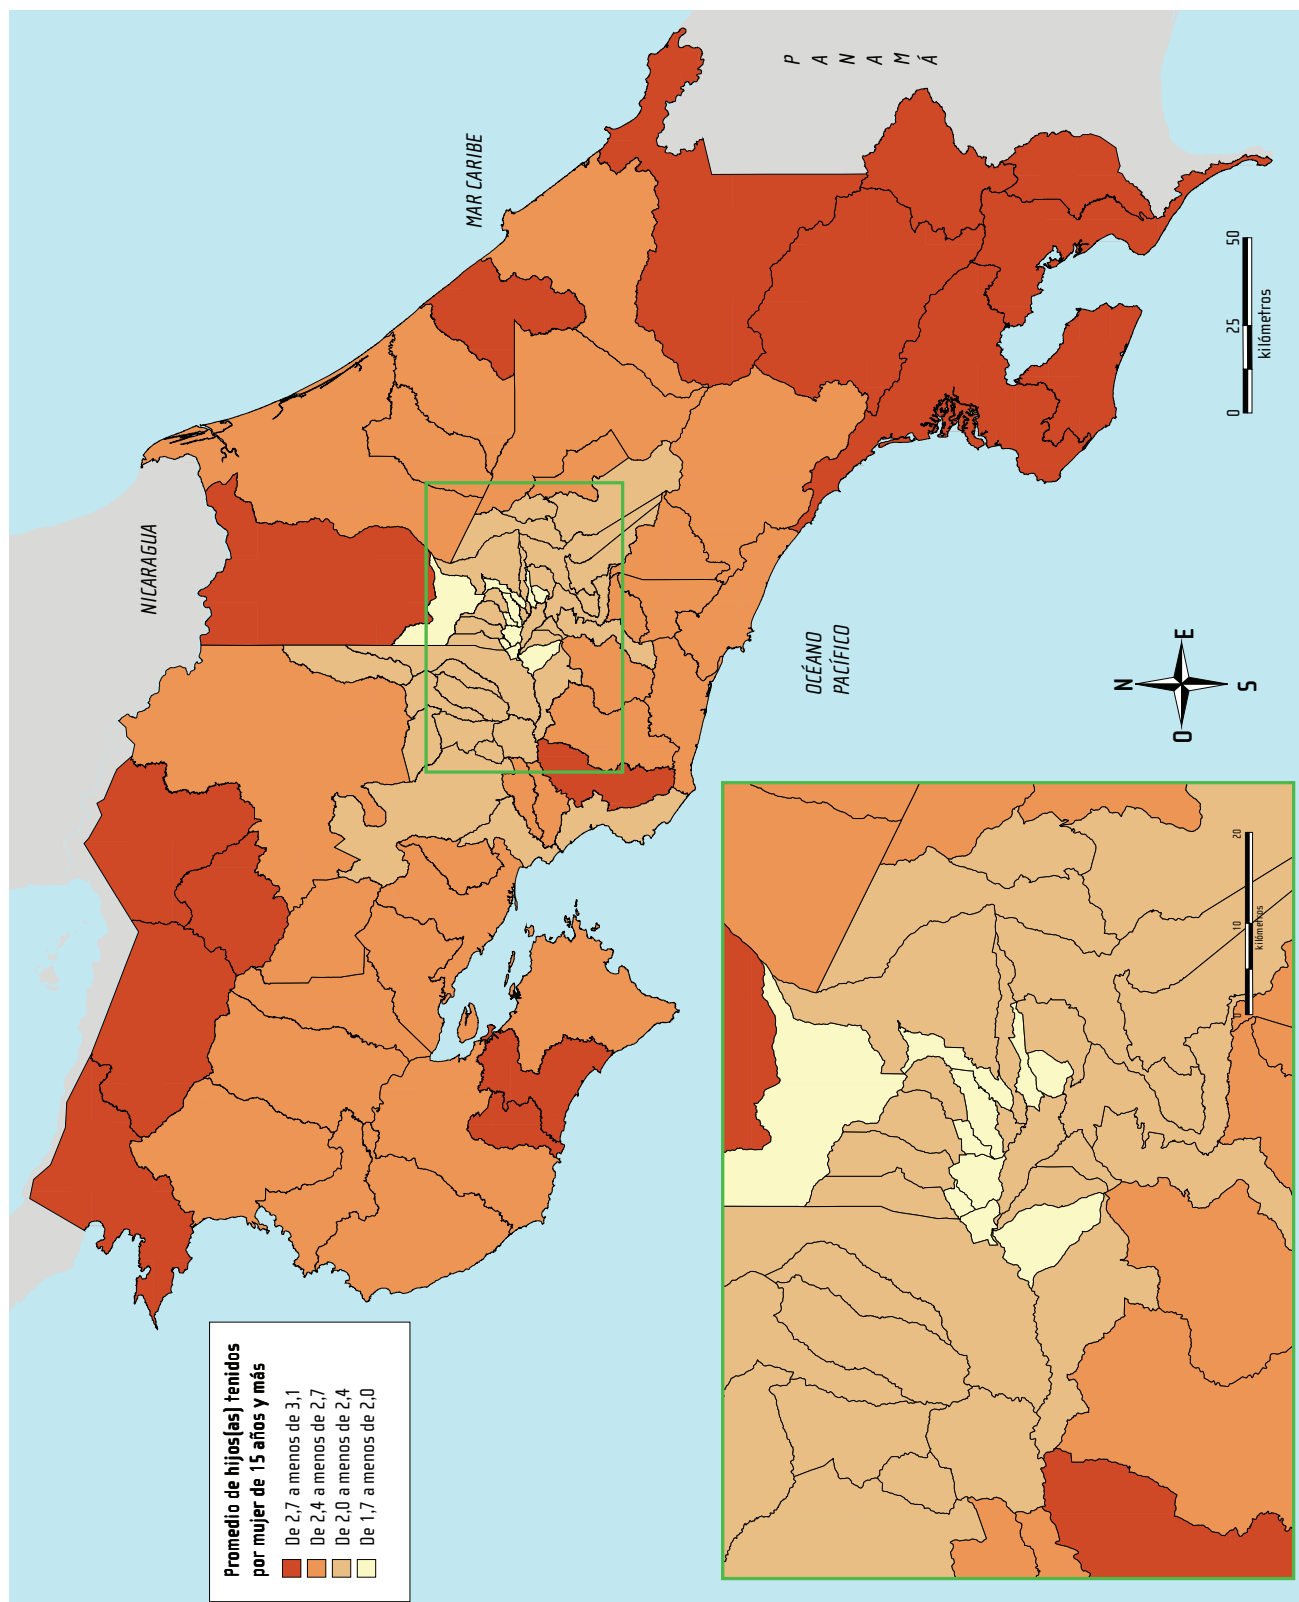 NICARAGUA
MAR CARIBE
PANAMÁ
OCÉANO
PACÍFICO
N
O
E
S
0 25 50
kilómetros
0 10 20
kilómetros
Promedio de hijos(as) tenidos
por mujer de 15 años y más
De 2,7 a menos de 3,1
De 2,4 a menos de 2,7
De 2,0 a menos de 2,4
De 1,7 a menos de 2,0